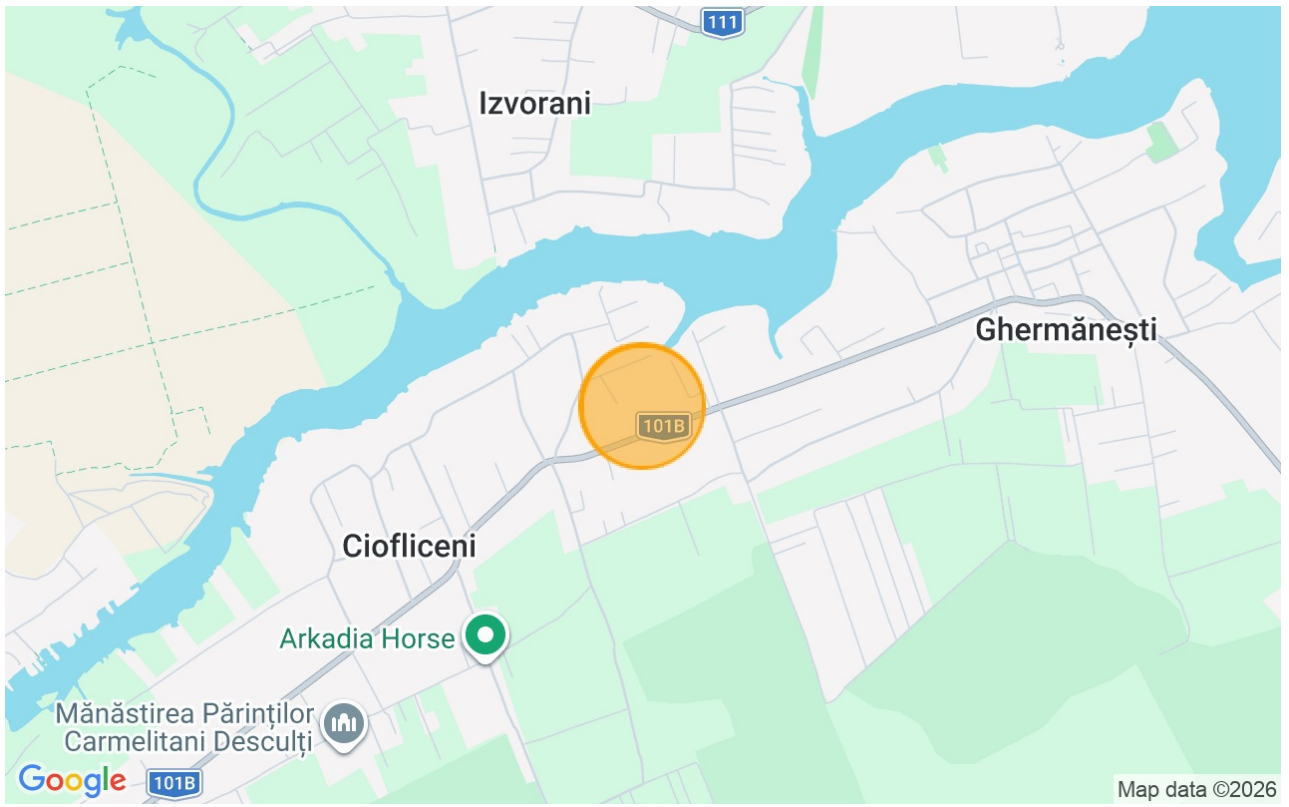 111
Izvorani
Ghermănești
101B
Ciofliceni
Arkadia Horse
Mănăstirea Părinților
Carmelitani Desculți
Google
101B
Map data ©2026